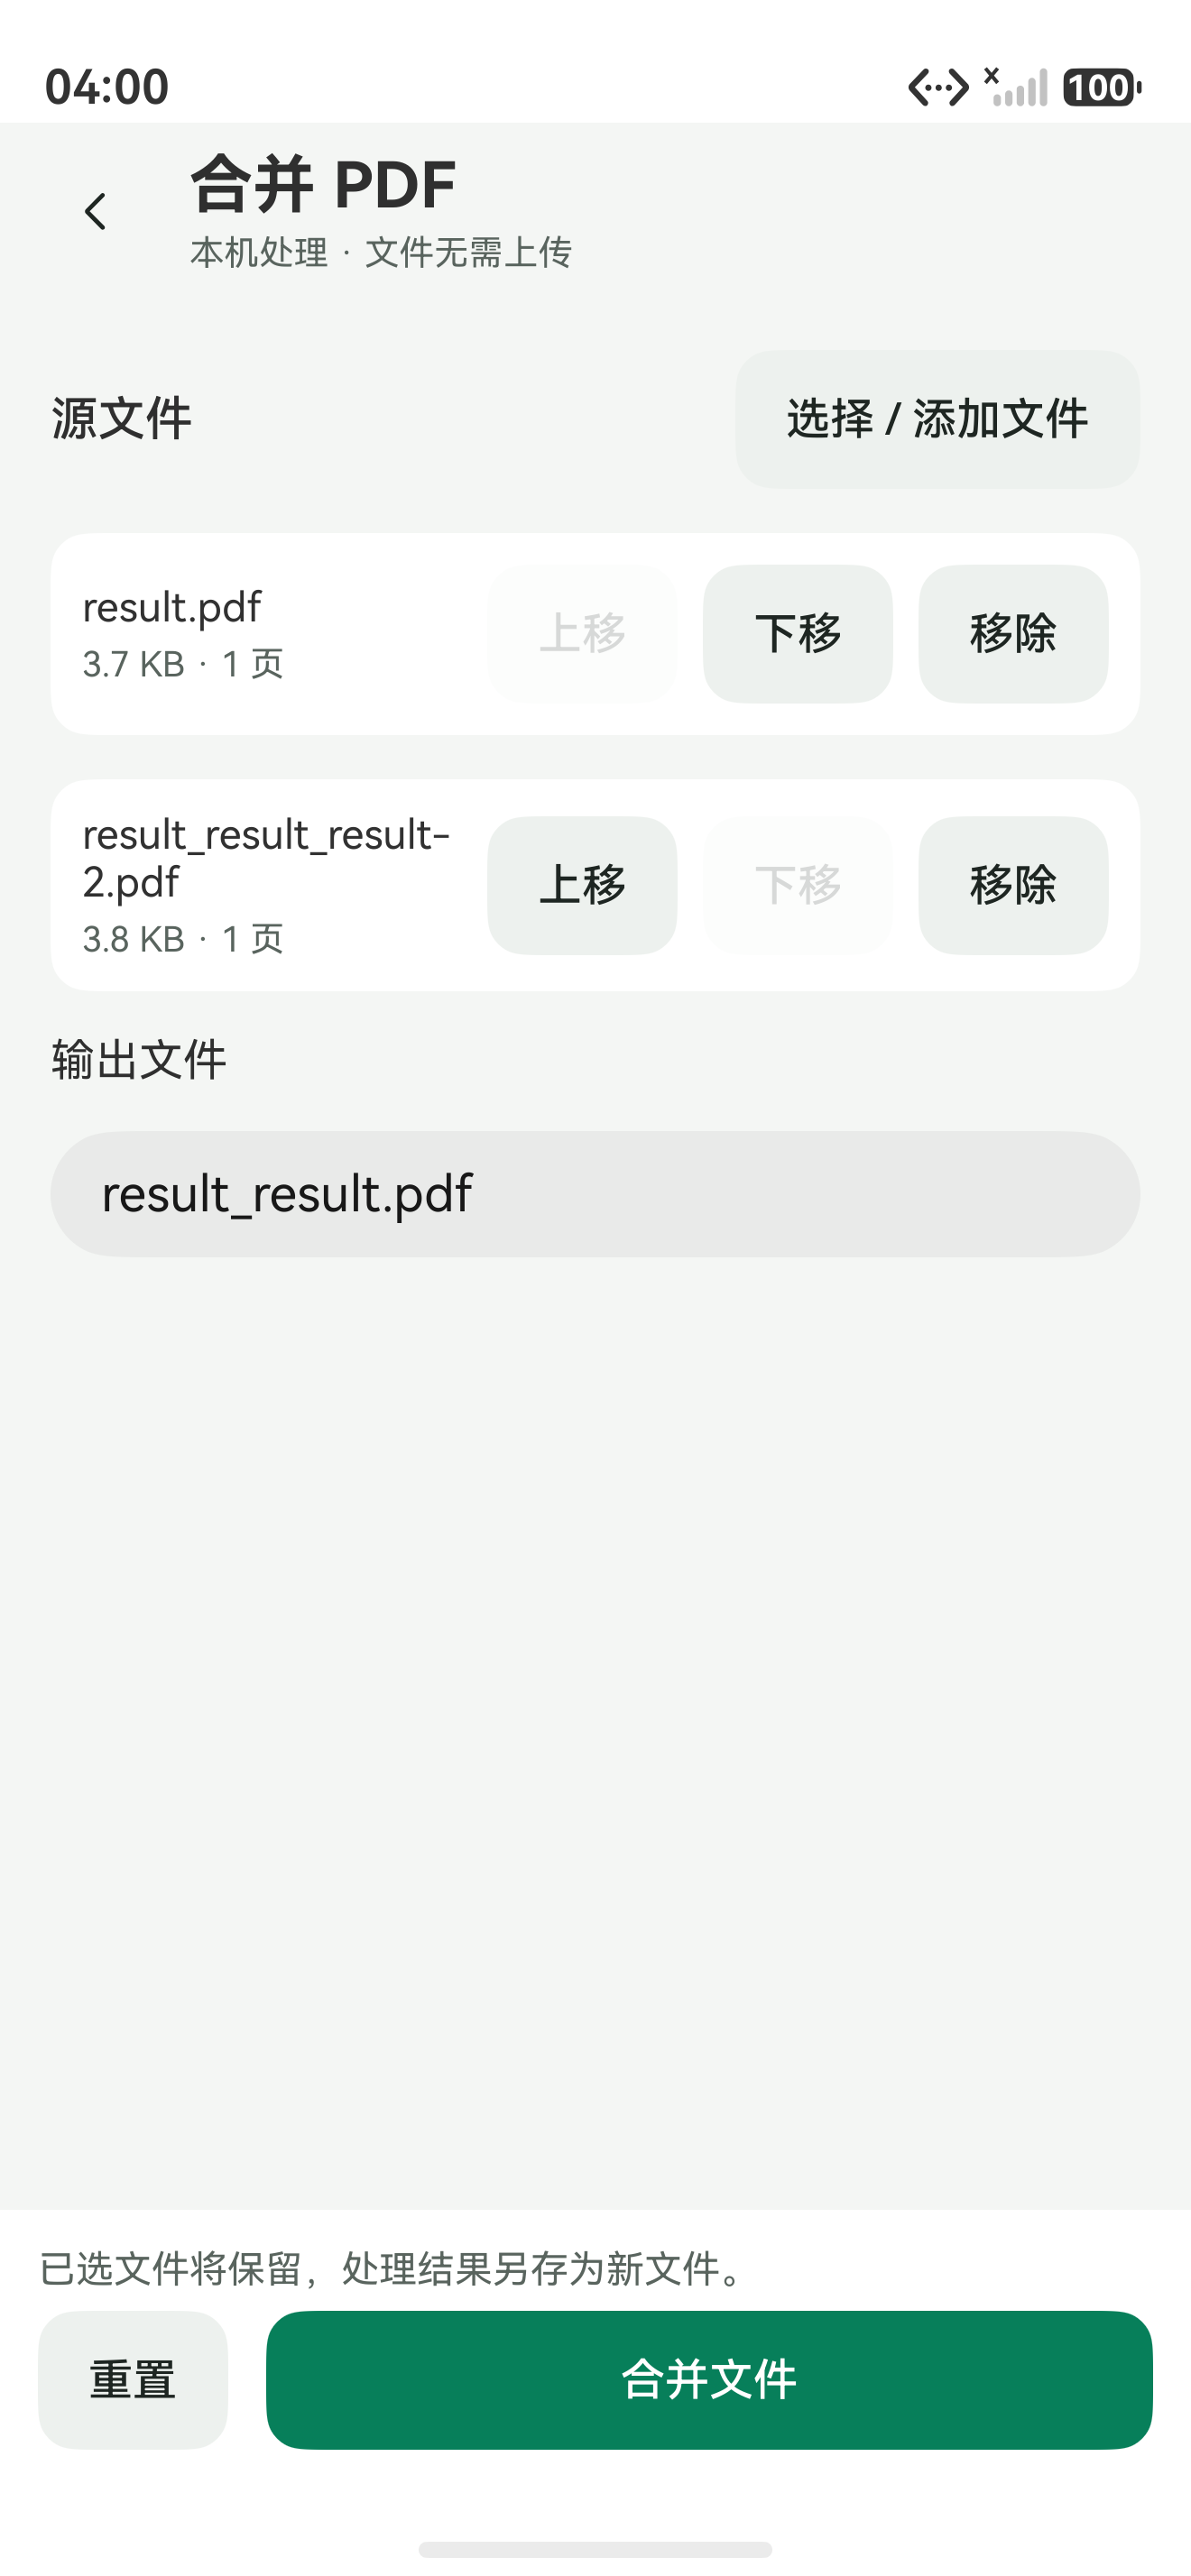 04:00
100
合并 PDF
本机处理 · 文件无需上传
源文件
选择 / 添加文件
result.pdf
3.7 KB · 1 页
上移
下移
移除
result_result_result-
2.pdf
3.8 KB · 1 页
上移
下移
移除
输出文件
result_result.pdf
已选文件将保留，处理结果另存为新文件。
重置
合并文件